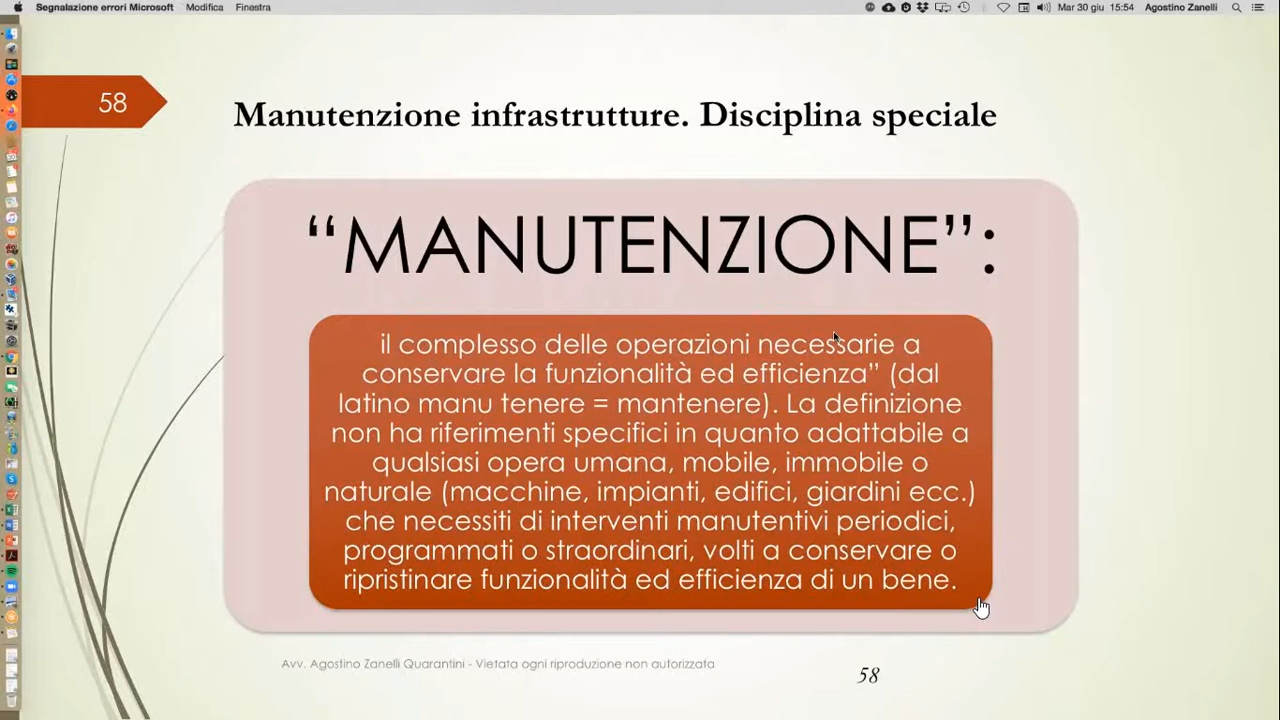 Segnalazione errori Microsoft Modifica Finestra Mar 30 giu 15:54 Agostino Zanelli
58
Manutenzione infrastrutture. Disciplina speciale
“MANUTENZIONE”:
il complesso delle operazioni necessarie a
conservare la funzionalità ed efficienza” (dal
latino manu tenere = mantenere). La definizione
non ha riferimenti specifici in quanto adattabile a
qualsiasi opera umana, mobile, immobile o
naturale (macchine, impianti, edifici, giardini ecc.)
che necessiti di interventi manutentivi periodici,
programmati o straordinari, volti a conservare o
ripristinare funzionalità ed efficienza di un bene.
Avv. Agostino Zanelli Quarantini - Vietata ogni riproduzione non autorizzata
58